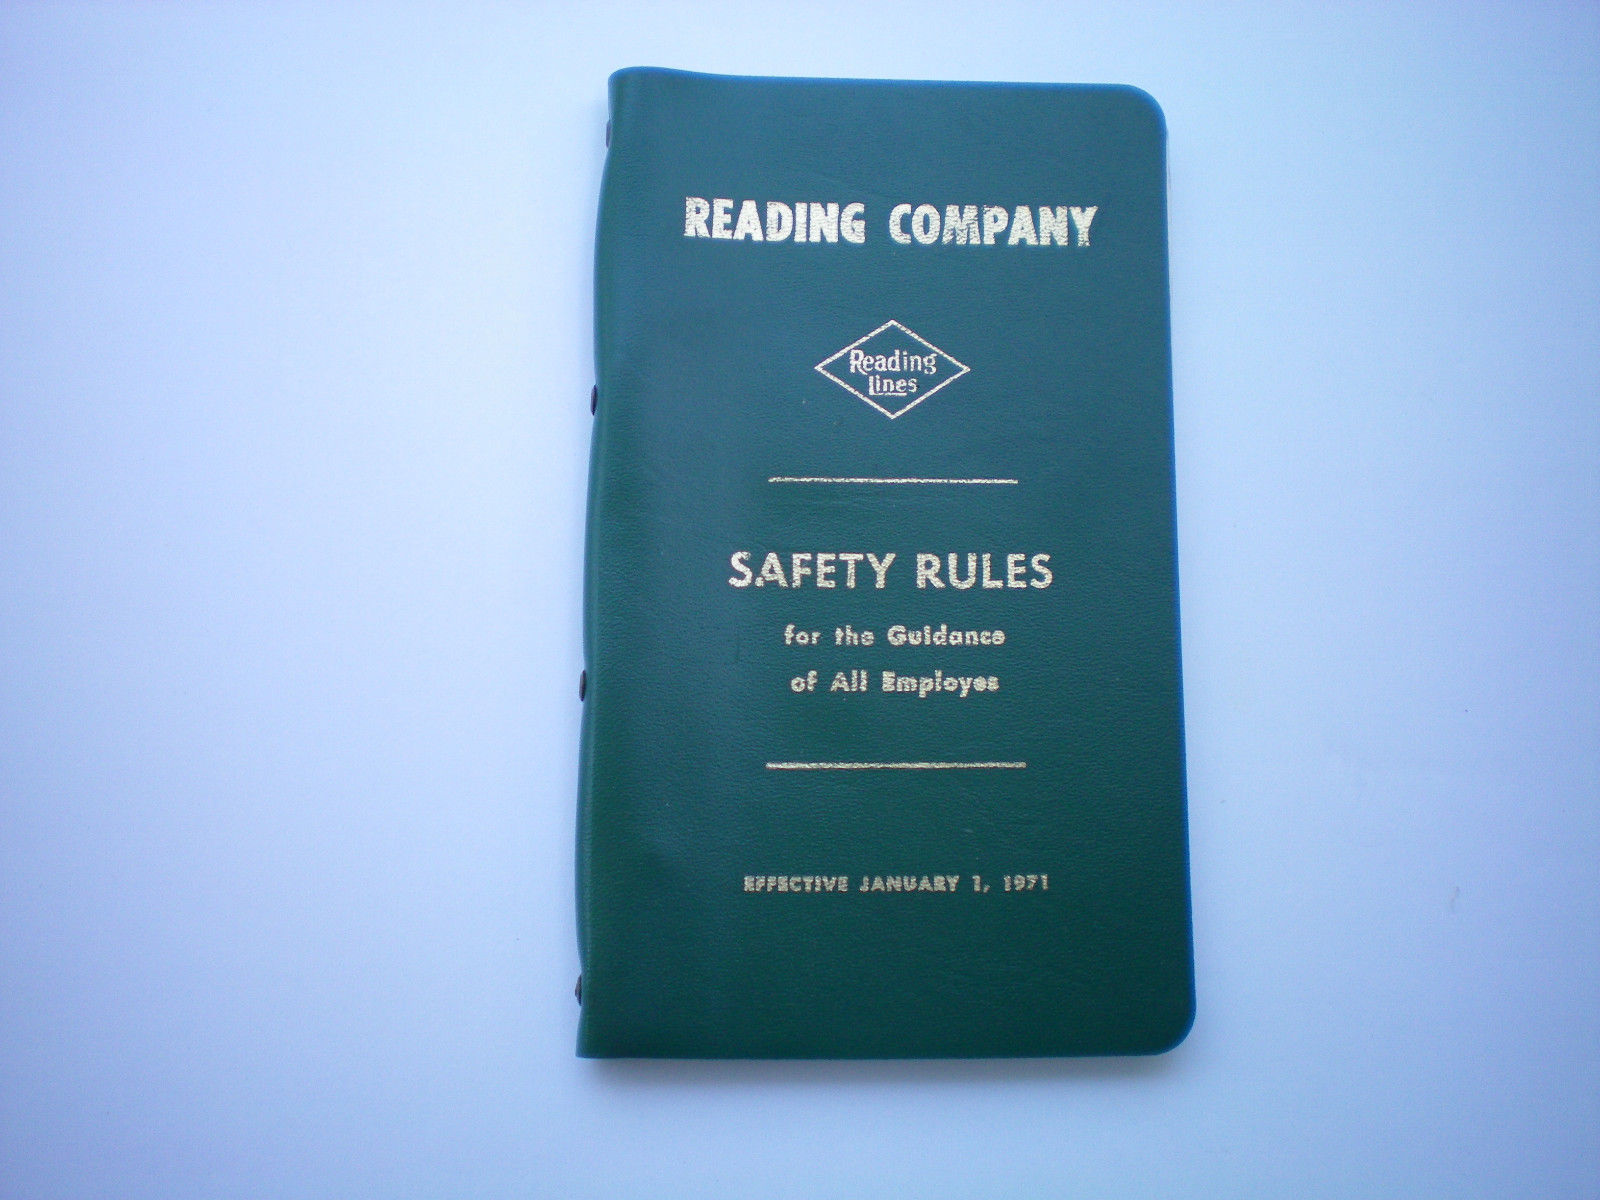 READING COMPANY
Reading
Lines
SAFETY RULES
for the Guidance
of All Employes
EFFECTIVE JANUARY 1, 1971